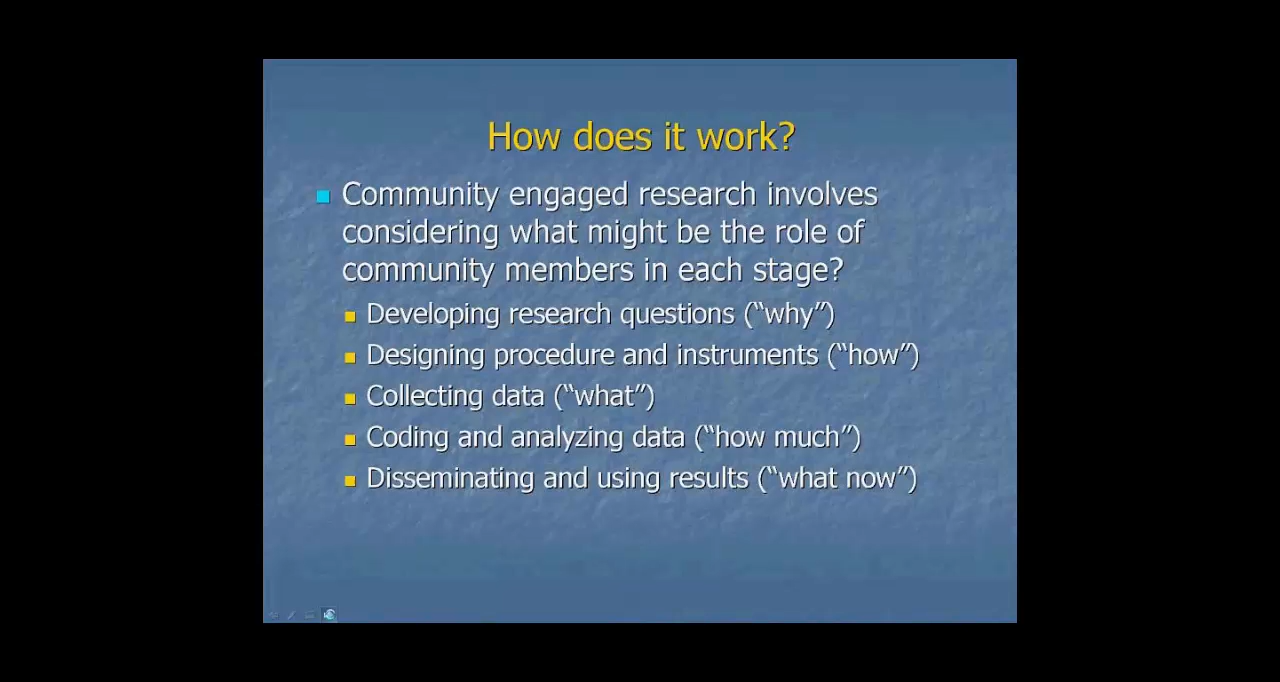 How does it work?
Community engaged research involves
considering what might be the role of
community members in each stage?
Developing research questions (“why”)
Designing procedure and instruments (“how”)
Collecting data (“what”)
Coding and analyzing data (“how much”)
Disseminating and using results (“what now”)